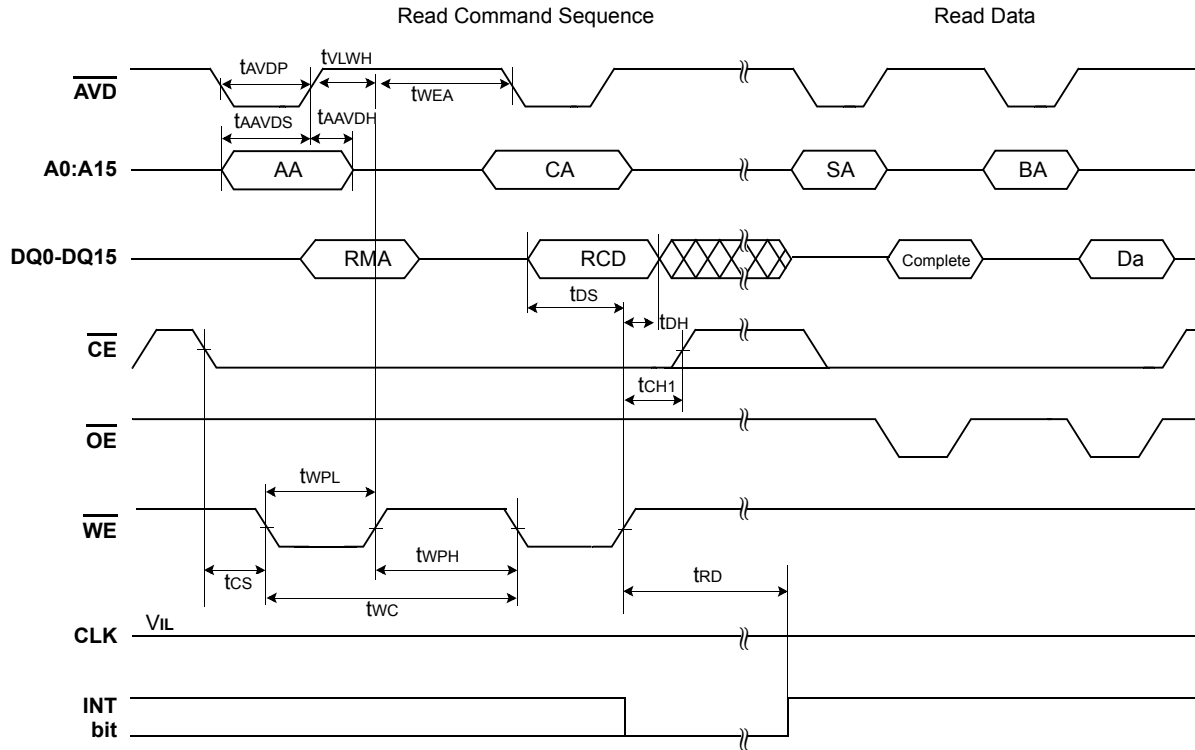 Read Command Sequence Read Data
tAVDP tVLWH
AVD tWEA
tAAVDS tAAVDH
A0:A15 AA CA SA BA
DQ0-DQ15 RMA RCD Complete Da
tDS
tDH
CE
tCH1
OE
tWPL
WE
tWPH
tCS tRD
tWC
VIL
CLK
INT
bit